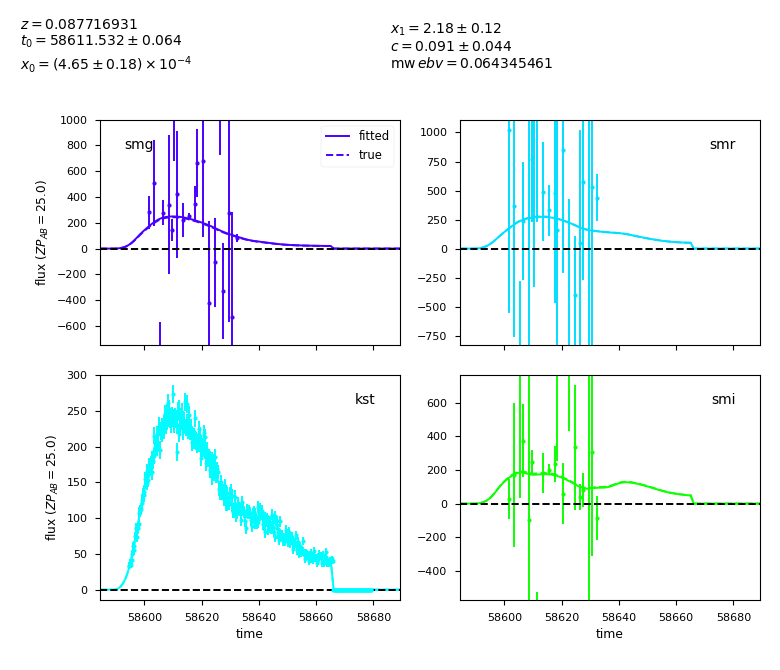 z = 0.087716931
t₀ = 58611.532 ± 0.064
x₀ = (4.65 ± 0.18) × 10⁻⁴
x₁ = 2.18 ± 0.12
c = 0.091 ± 0.044
mw ebv = 0.064345461
smg
fitted
true
1000
800
600
400
200
0
−200
−400
−600
flux (ZP_AB = 25.0)
smr
1000
750
500
250
0
−250
−500
−750
kst
300
250
200
150
100
50
0
flux (ZP_AB = 25.0)
58600 58620 58640 58660 58680
time
smi
600
400
200
0
−200
−400
58600 58620 58640 58660 58680
time